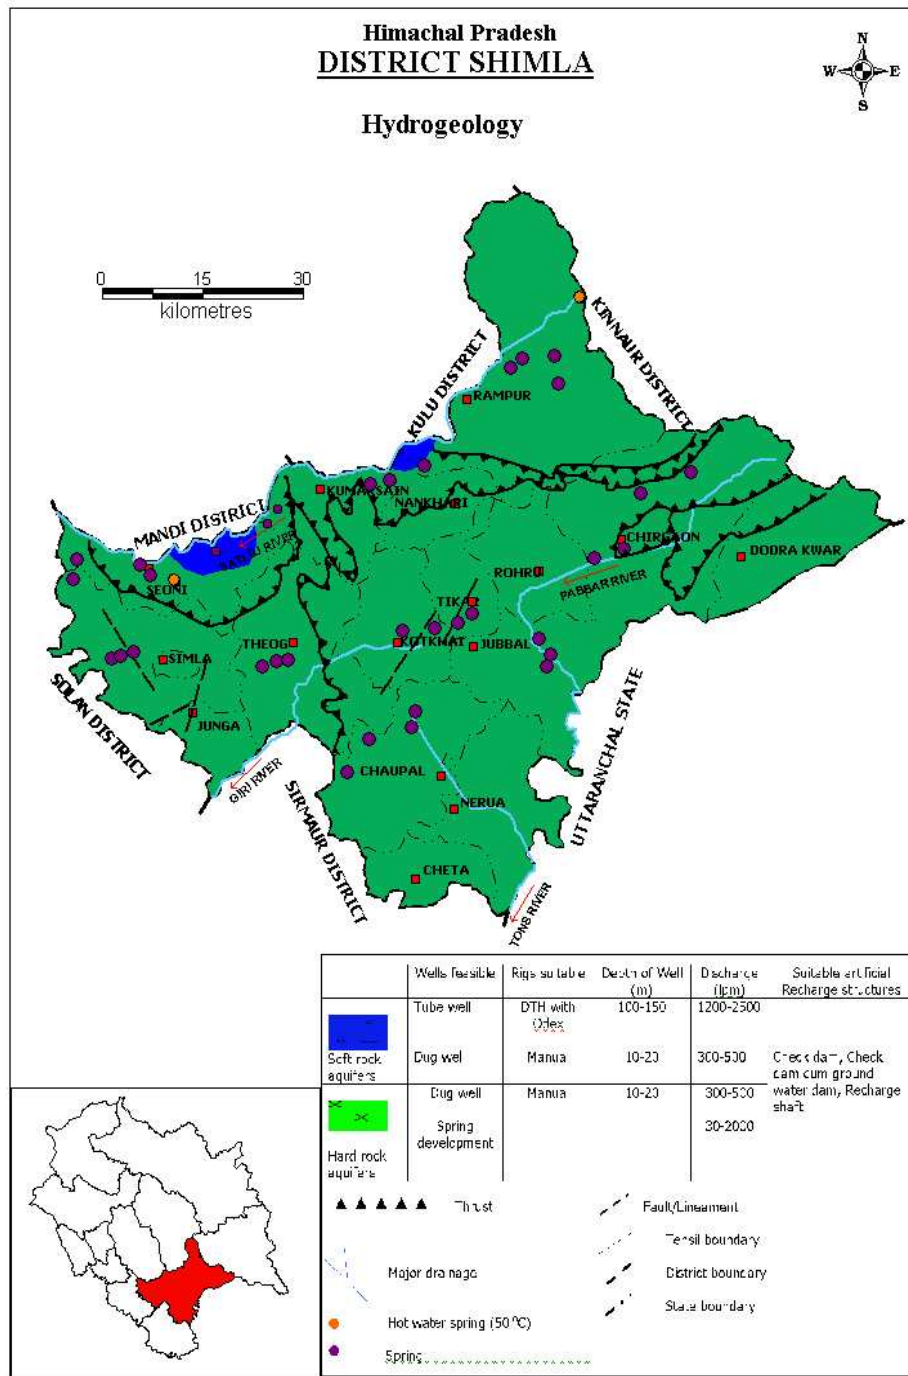 Himachal Pradesh
DISTRICT SHIMLA
Hydrogeology
N
W E
S
0 15 30
kilometres
KINNAUR DISTRICT
KULU DISTRICT
RAMPUR
KUMARSAIN
NANKHARI
MANDI DISTRICT
SATLUJ RIVER
CHIRGAON
DODRA KWAR
SEONI
ROHRU
PABBAR RIVER
TIKAR
THEOG
KOTKHAI
JUBBAL
SIMLA
SOLAN DISTRICT
JUNGA
UTTARANCHAL STATE
GIRI RIVER
CHAUPAL
SIRMAUR DISTRICT
NERUA
CHETA
TONS RIVER
Wells feasible Rigs suitable Depth of Well (m) Discharge (lpm) Suitable artificial Recharge structures
Tube well DTH with Odex 100-150 1200-2500
Soft rock aquifers Dug well Manua 10-20 300-500 Check dam, Check dam cum ground water dam, Recharge shaft
Dug well Manua 10-20 300-500
Spring development 30-2000
Hard rock aquifers
Thrust
Fault/Lineament
Tensil boundary
Major drainage
District boundary
State boundary
Hot water spring (50 °C)
Spring